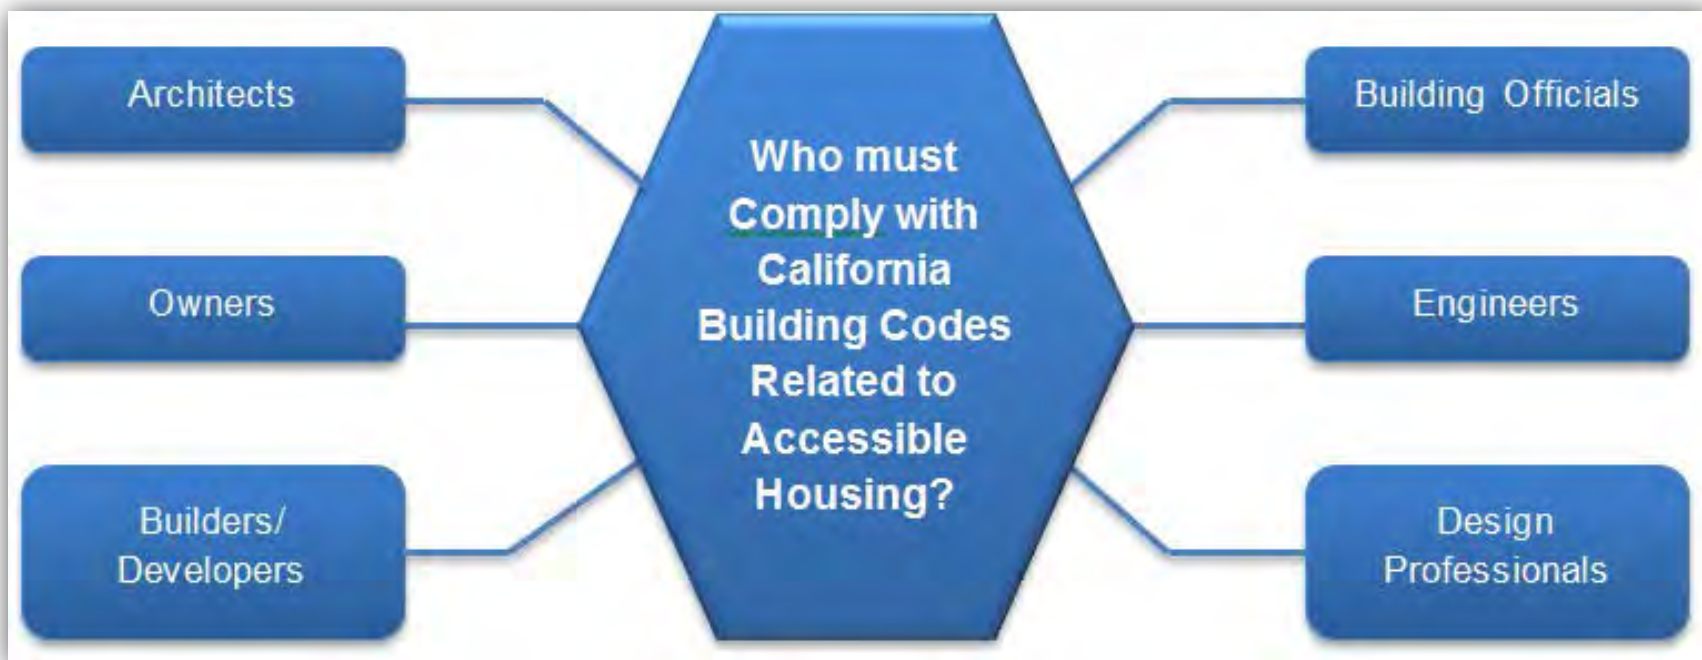 Architects
Owners
Builders/
Developers
Who must
Comply with
California
Building Codes
Related to
Accessible
Housing?
Building Officials
Engineers
Design
Professionals